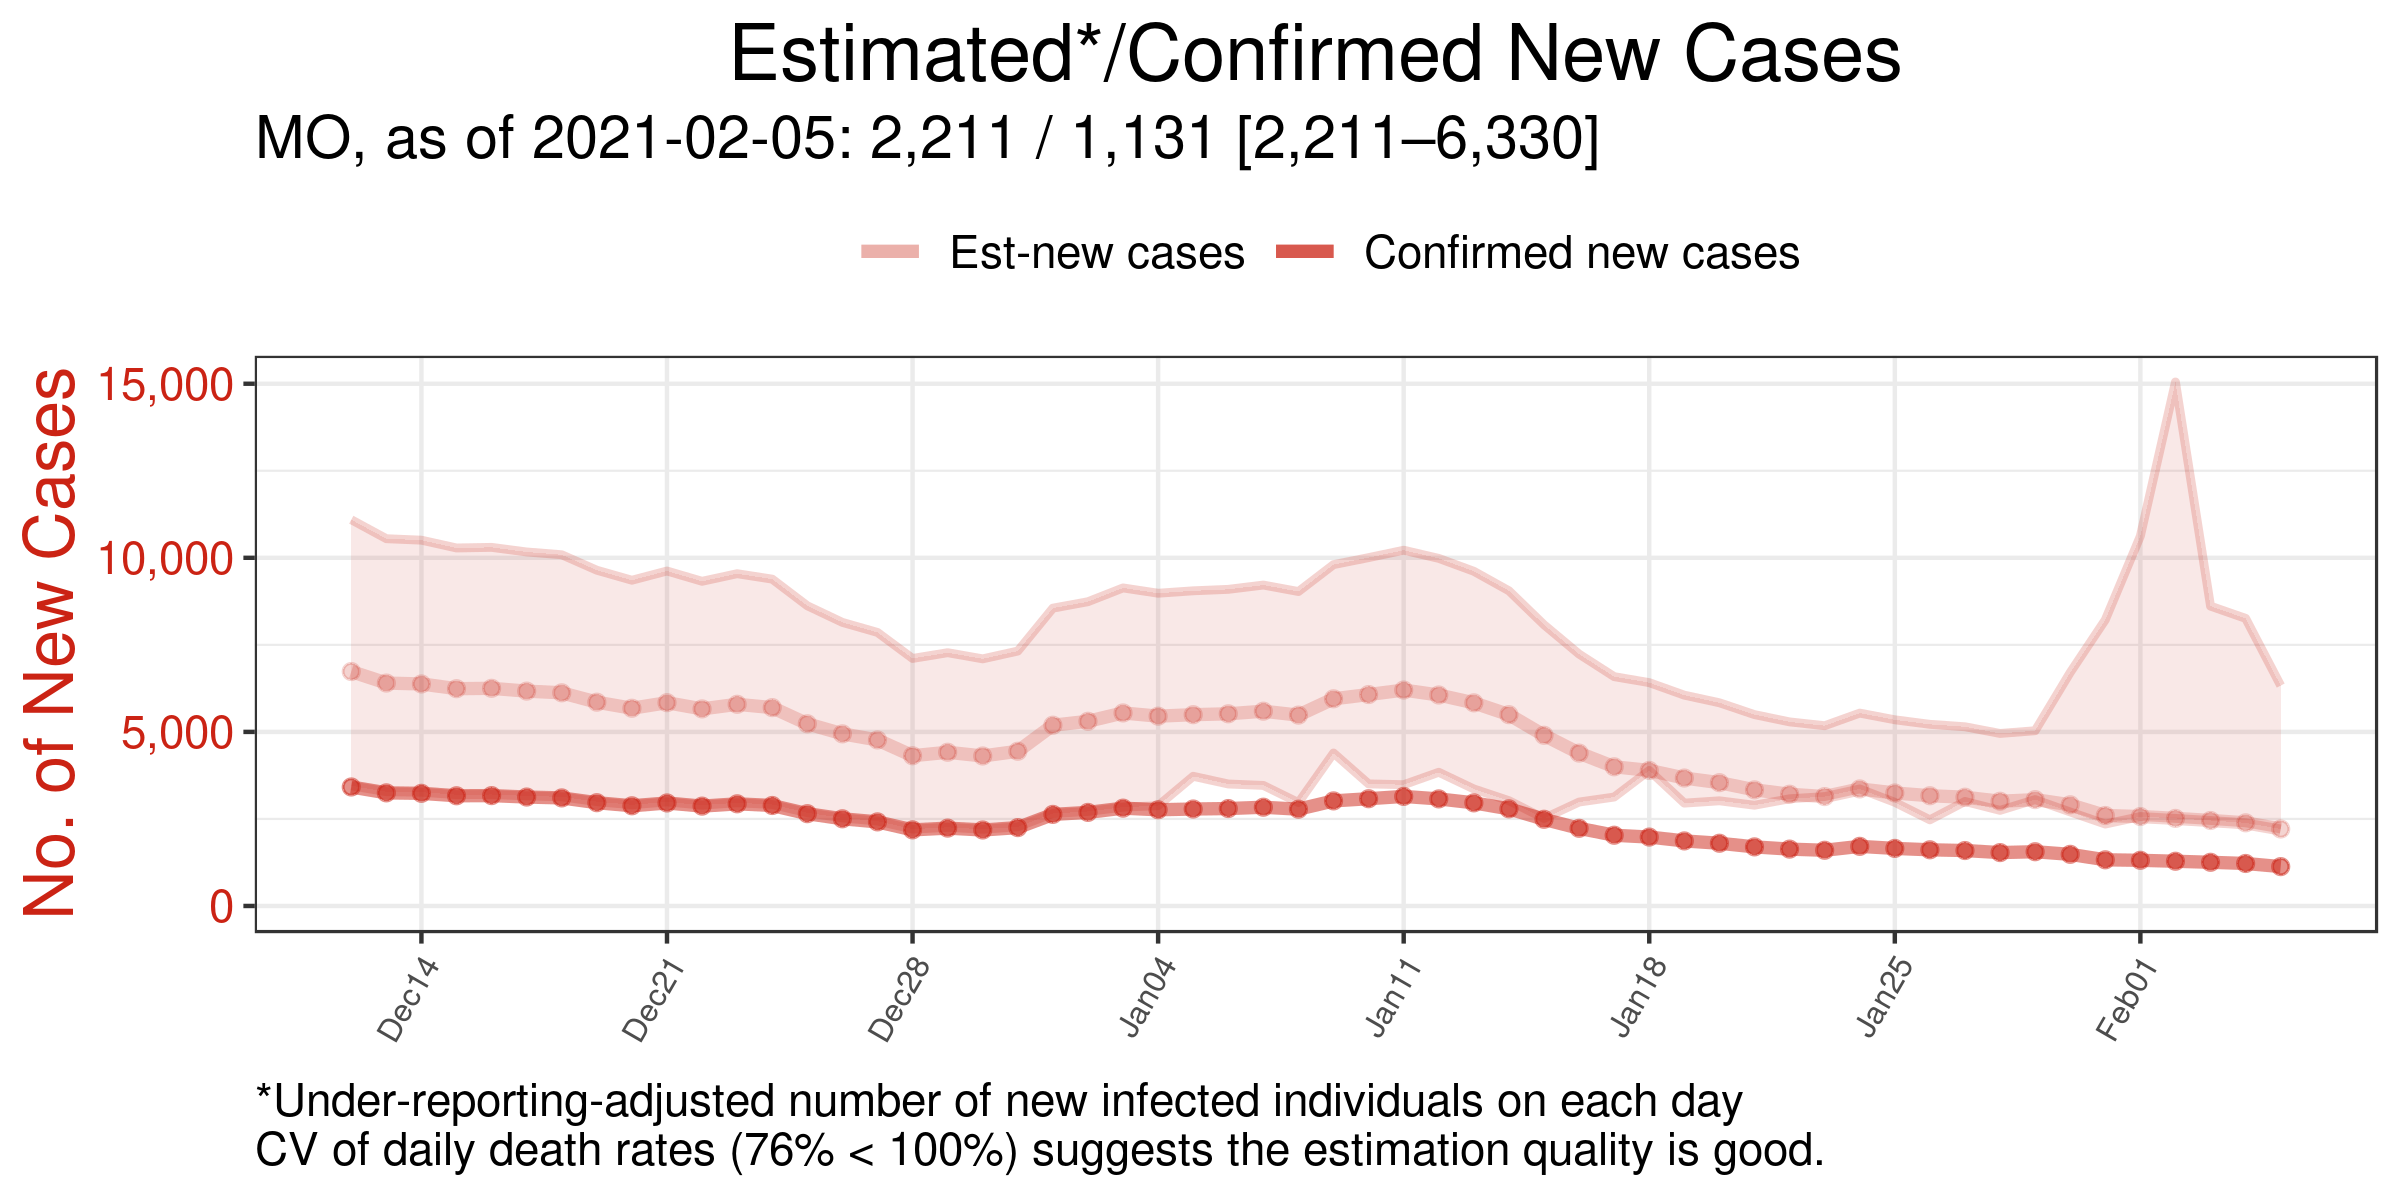 Estimated*/Confirmed New Cases
MO, as of 2021-02-05: 2,211 / 1,131 [2,211–6,330]
Est-new cases
Confirmed new cases
No. of New Cases
15,000
10,000
5,000
0
Dec14
Dec21
Dec28
Jan04
Jan11
Jan18
Jan25
Feb01
*Under-reporting-adjusted number of new infected individuals on each day
CV of daily death rates (76% < 100%) suggests the estimation quality is good.